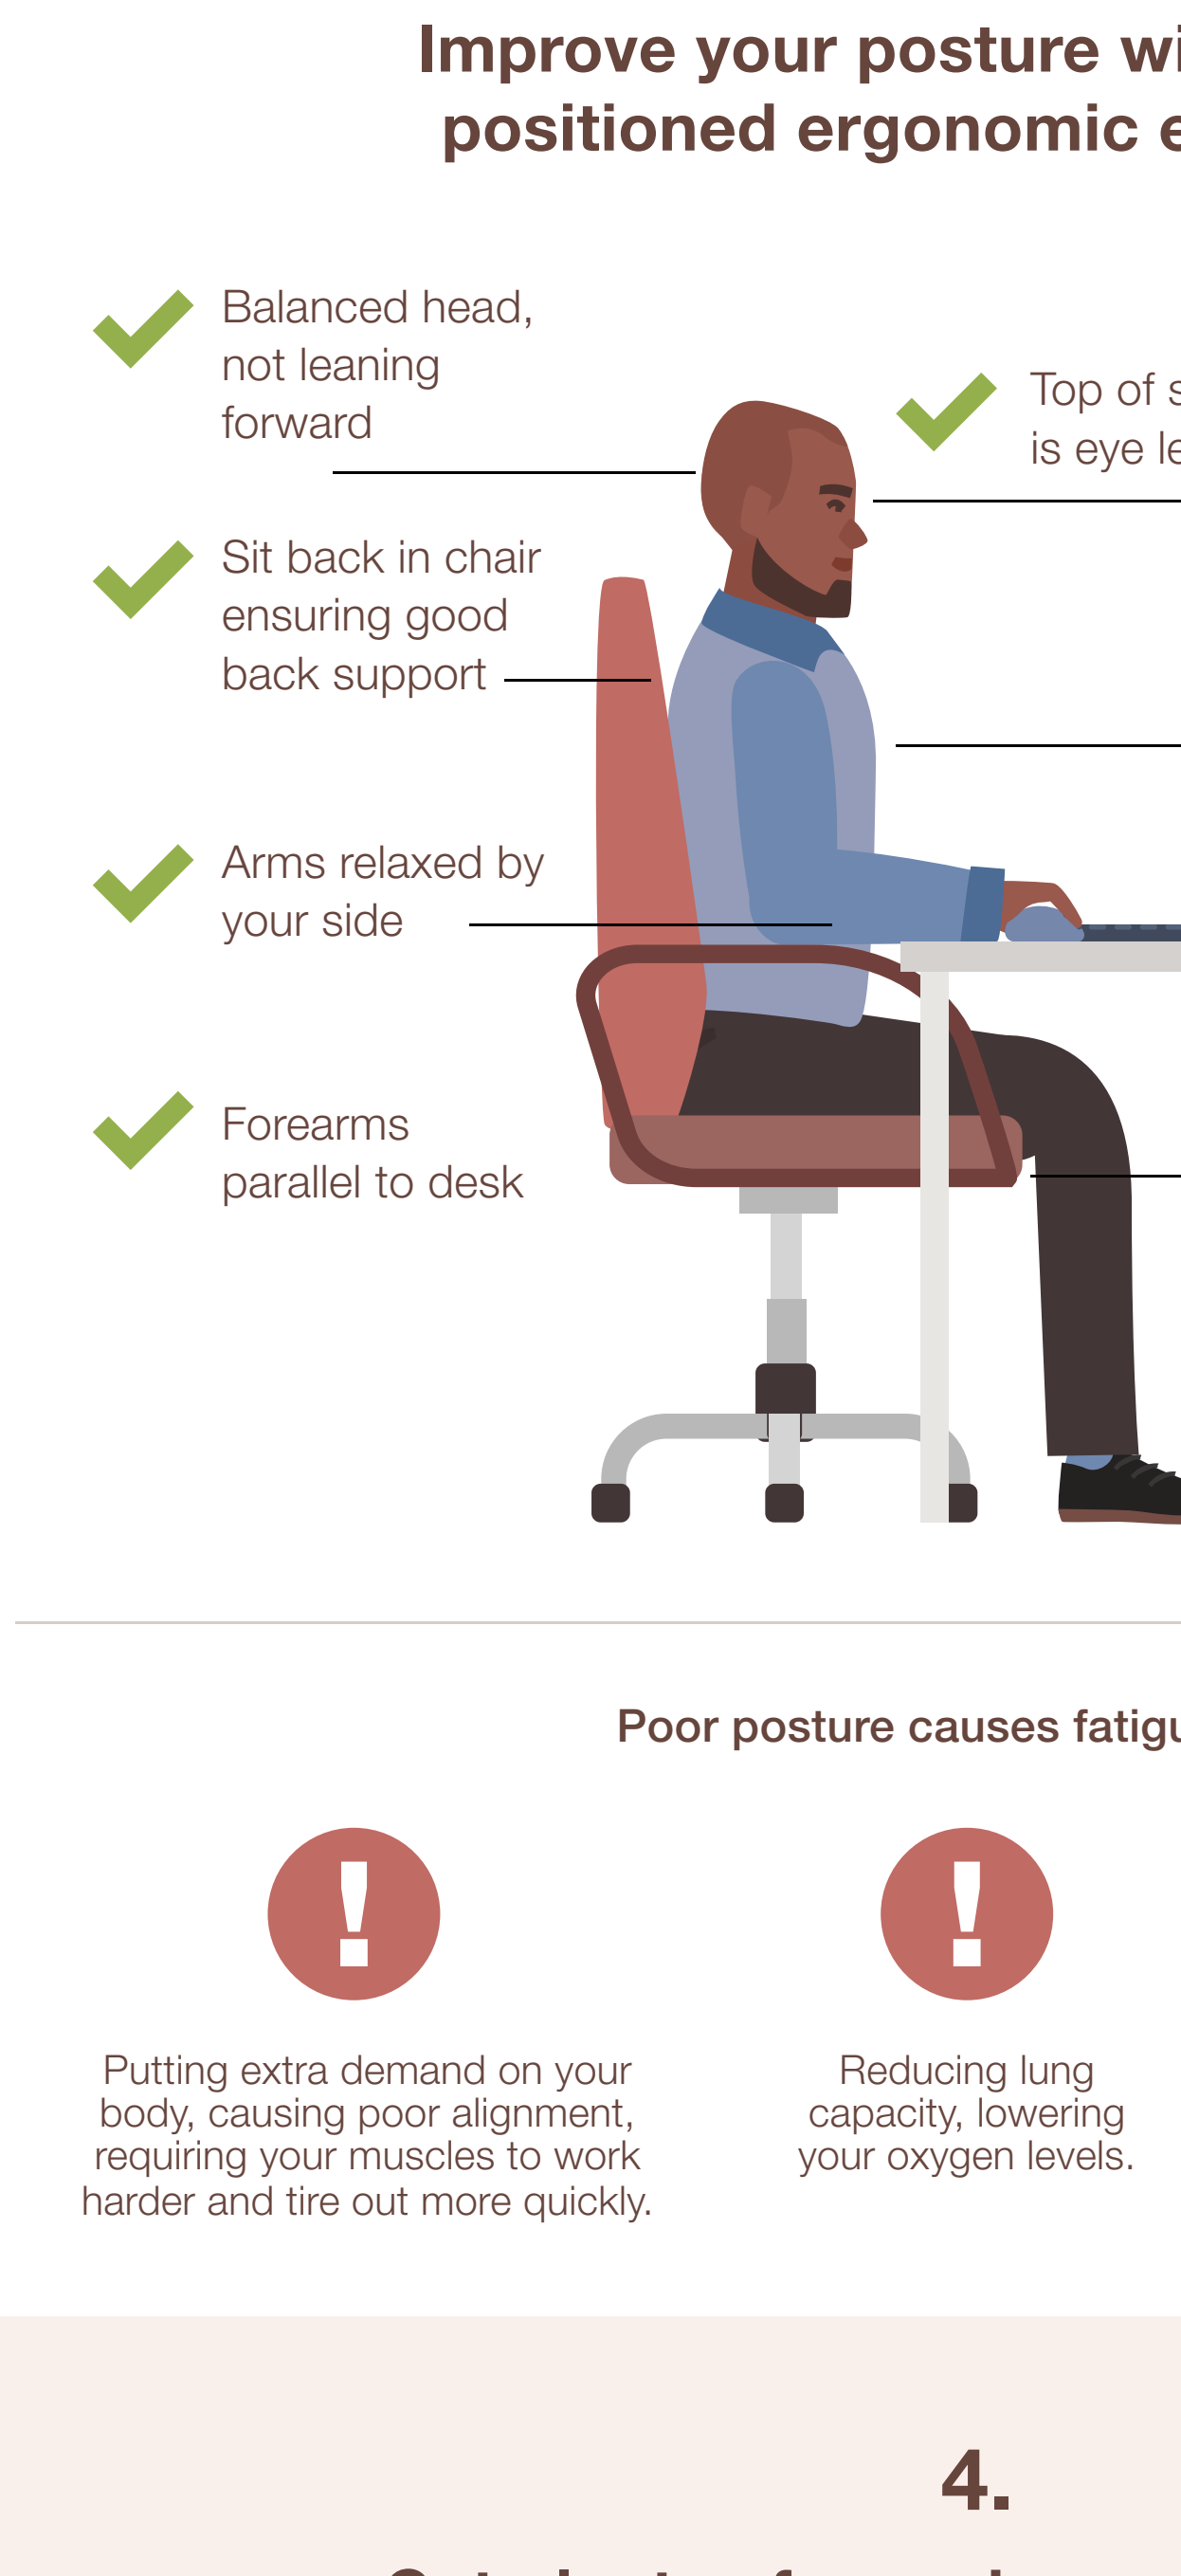 Improve your posture
positioned ergonomic
Balanced head,
not leaning
forward
Top of
is eye
Sit back in chair
ensuring good
back support
Arms relaxed by
your side
Forearms
parallel to desk
Poor posture causes
Putting extra demand on your
body, causing poor alignment,
requiring your muscles to work
harder and tire out more quickly.
Reducing lung
capacity, lowering
your oxygen levels.
4.